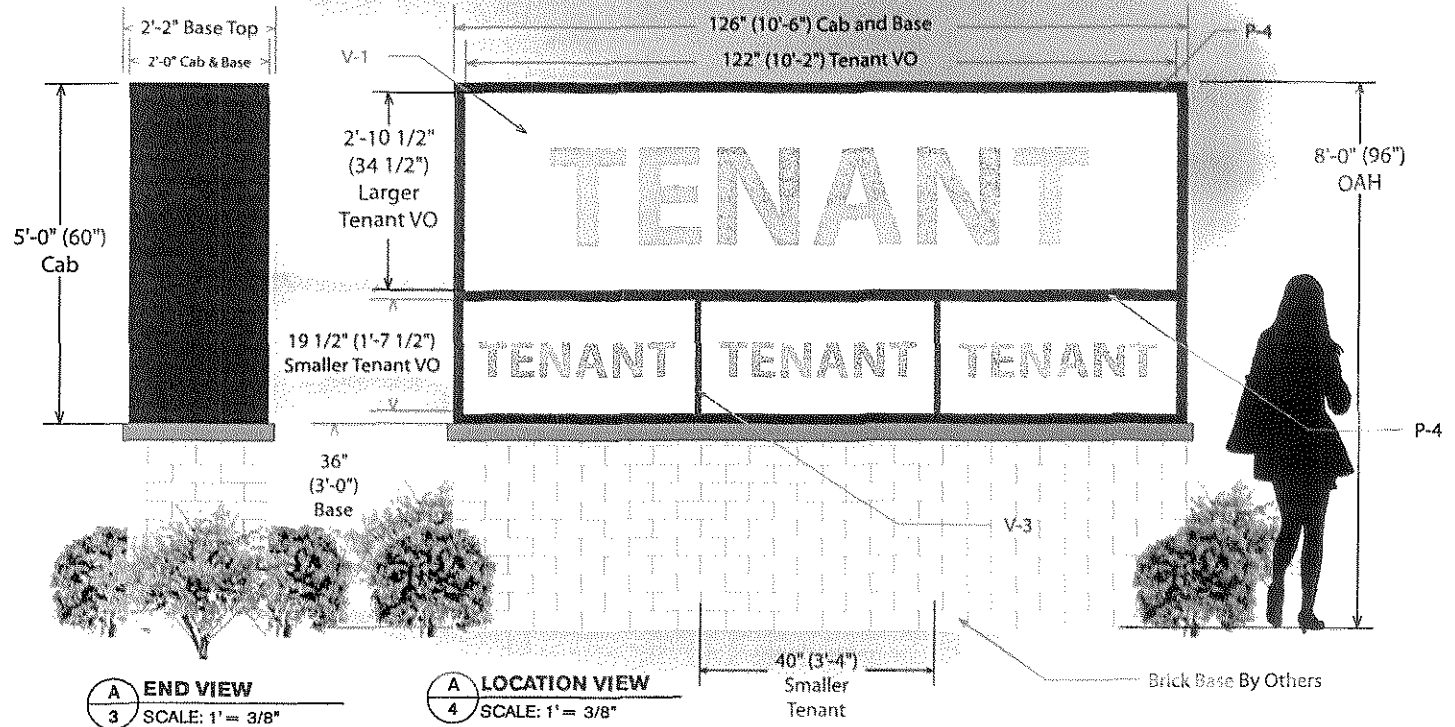 2'-2" Base Top
2'-0" Cab & Base
5'-0" (60")
Cab
126" (10'-6") Cab and Base
122" (10'-2") Tenant VO
V-1
P-4
2'-10 1/2"
(34 1/2")
Larger
Tenant VO
TENANT
8'-0" (96")
OAH
19 1/2" (1'-7 1/2")
Smaller Tenant VO
TENANT TENANT TENANT
P-4
36"
(3'-0")
Base
V-3
40" (3'-4")
Smaller
Tenant
Brick Base By Others
A
3
END VIEW
SCALE: 1' = 3/8"
A
4
LOCATION VIEW
SCALE: 1' = 3/8"